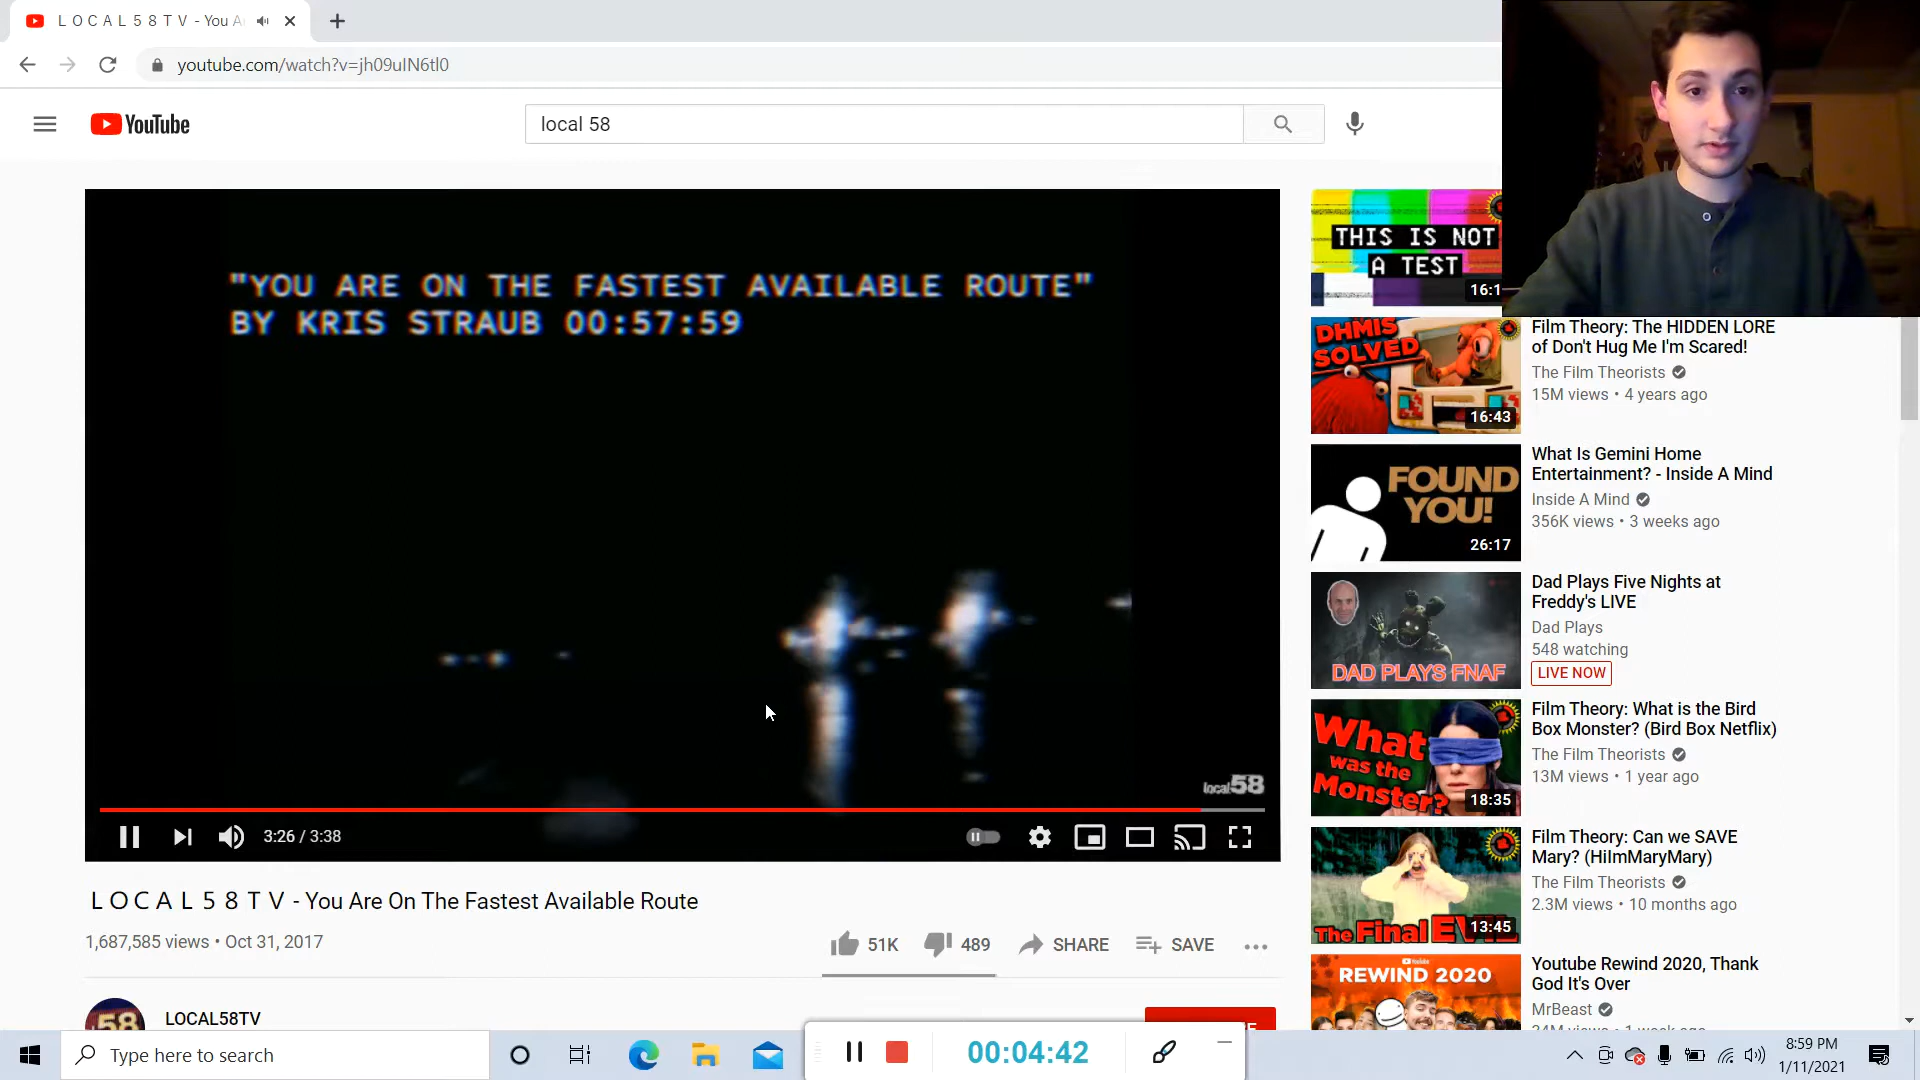 L O C A L 5 8 T V - You A
youtube.com/watch?v=jh09uIN6tl0
YouTube
local 58
"YOU ARE ON THE FASTEST AVAILABLE ROUTE"
BY KRIS STRAUB 00:57:59
local58
3:26 / 3:38
L O C A L 5 8 T V - You Are On The Fastest Available Route
1,687,585 views • Oct 31, 2017
51K
489
SHARE
SAVE
58
LOCAL58TV
THIS IS NOT
A TEST
16:1
DHMIS
SOLVED
16:43
Film Theory: The HIDDEN LORE
of Don't Hug Me I'm Scared!
The Film Theorists
15M views • 4 years ago
FOUND
YOU!
26:17
What Is Gemini Home
Entertainment? - Inside A Mind
Inside A Mind
356K views • 3 weeks ago
DAD PLAYS FNAF
Dad Plays Five Nights at
Freddy's LIVE
Dad Plays
548 watching
LIVE NOW
What
was the
Monster?
18:35
Film Theory: What is the Bird
Box Monster? (Bird Box Netflix)
The Film Theorists
13M views • 1 year ago
The Final EV
13:45
Film Theory: Can we SAVE
Mary? (HiImMaryMary)
The Film Theorists
2.3M views • 10 months ago
YouTube
REWIND 2020
Youtube Rewind 2020, Thank
God It's Over
MrBeast
Type here to search
00:04:42
8:59 PM
1/11/2021